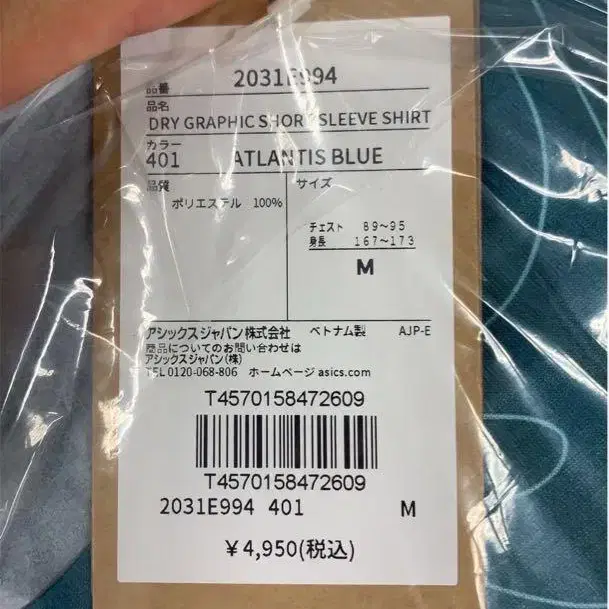 品番 2031E994
品名
DRY GRAPHIC SHORT SLEEVE SHIRT
カラー
401 ATLANTIS BLUE
品質 サイズ
ポリエステル 100%
チェスト 89～95
身長 167～173
M
アシックスジャパン株式会社 ベトナム製 AJP-E
商品についてのお問い合わせは
アシックスジャパン(株)
TEL 0120-068-806 ホームページ asics.com
T4570158472609
T4570158472609
2031E994 401 M
￥4,950(税込)